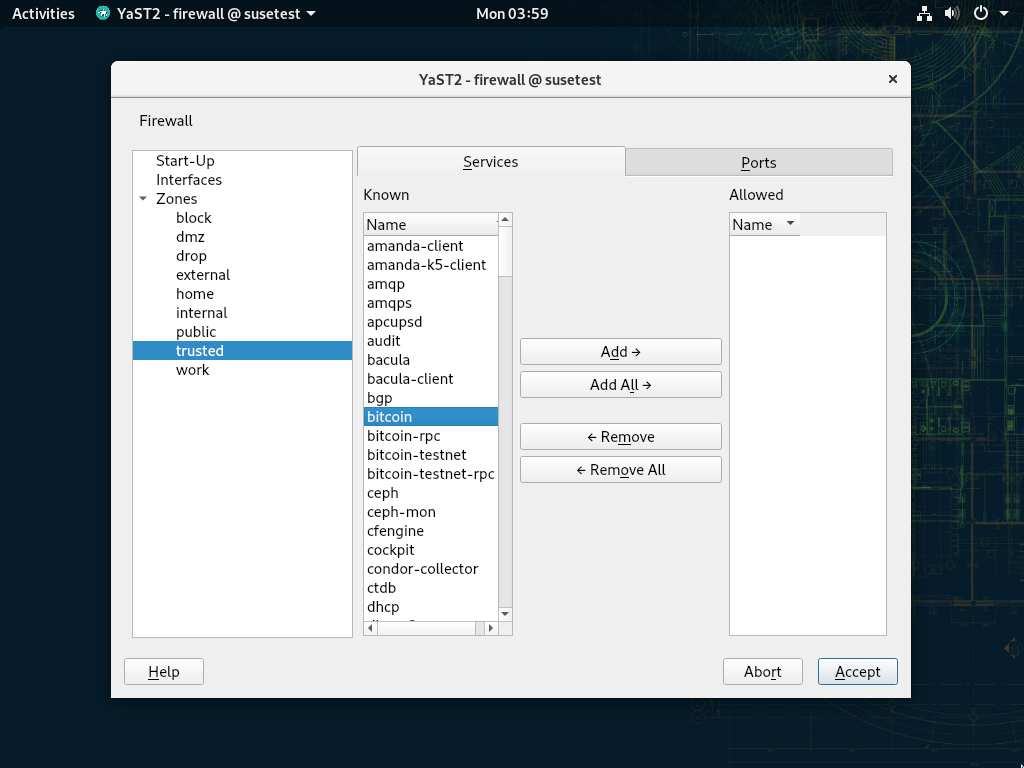 Activities YaST2 - firewall @ susetest Mon 03:59
YaST2 - firewall @ susetest
Firewall
Start-Up
Interfaces
Zones
block
dmz
drop
external
home
internal
public
trusted
work
Services
Ports
Known
Name
amanda-client
amanda-k5-client
amqp
amqps
apcupsd
audit
bacula
bacula-client
bgp
bitcoin
bitcoin-rpc
bitcoin-testnet
bitcoin-testnet-rpc
ceph
ceph-mon
cfengine
cockpit
condor-collector
ctdb
dhcp
Add →
Add All →
← Remove
← Remove All
Allowed
Name
Help
Abort
Accept